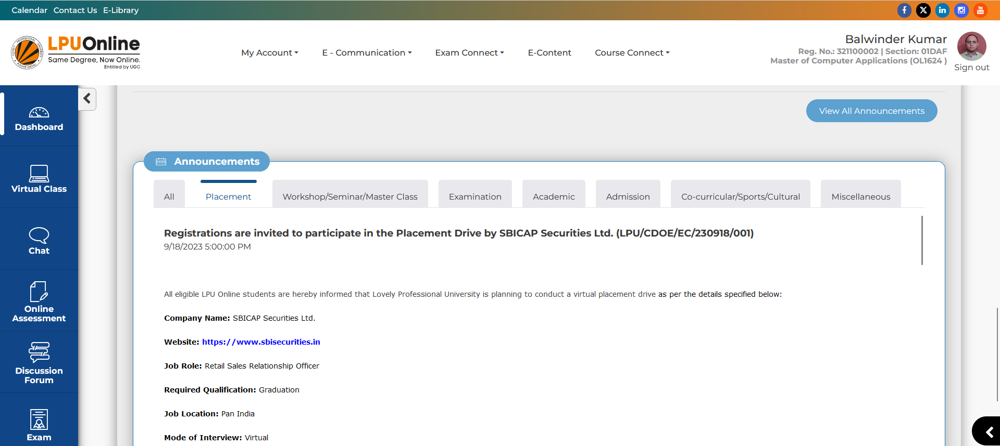 Calendar Contact Us E-Library
LPUOnline
Same Degree, Now Online.
Entitled by UGC
My Account
E - Communication
Exam Connect
E-Content
Course Connect
Balwinder Kumar
Reg. No.: 321100002 | Section: 01DAF
Master of Computer Applications (OL1624 )
Sign out
Dashboard
Virtual Class
Chat
Online
Assessment
Discussion
Forum
Exam
View All Announcements
Announcements
All
Placement
Workshop/Seminar/Master Class
Examination
Academic
Admission
Co-curricular/Sports/Cultural
Miscellaneous
Registrations are invited to participate in the Placement Drive by SBICAP Securities Ltd. (LPU/CDOE/EC/230918/001)
9/18/2023 5:00:00 PM
All eligible LPU Online students are hereby informed that Lovely Professional University is planning to conduct a virtual placement drive as per the details specified below:
Company Name: SBICAP Securities Ltd.
Website: https://www.sbisecurities.in
Job Role: Retail Sales Relationship Officer
Required Qualification: Graduation
Job Location: Pan India
Mode of Interview: Virtual